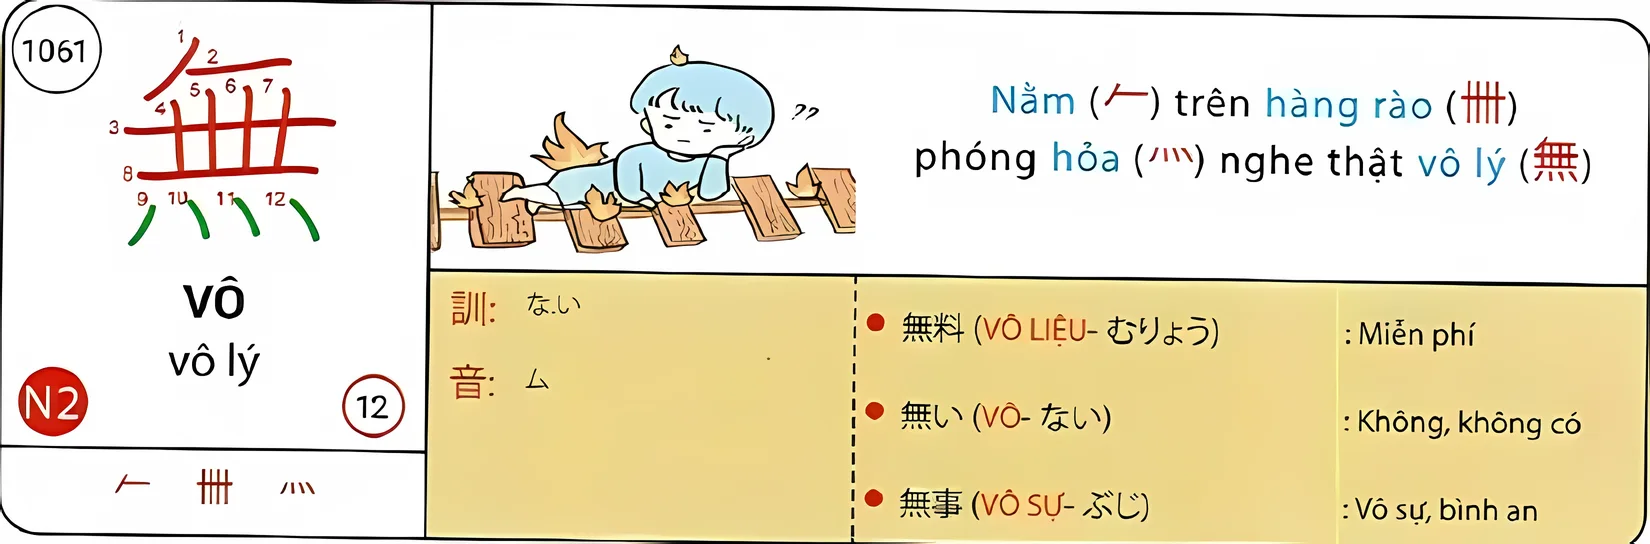 1061
1
2
3
4
5
6
7
8
9
10
11
12
無
VÔ
vô lý
N2
12
𠂉 卌 灬
??
Nằm (𠂉) trên hàng rào (卌)
phóng hỏa (灬) nghe thật vô lý (無)
訓: な.い
音: ム
無料 (VÔ LIỆU- むりょう) : Miễn phí
無い (VÔ- ない) : Không, không có
無事 (VÔ SỰ- ぶじ) : Vô sự, bình an